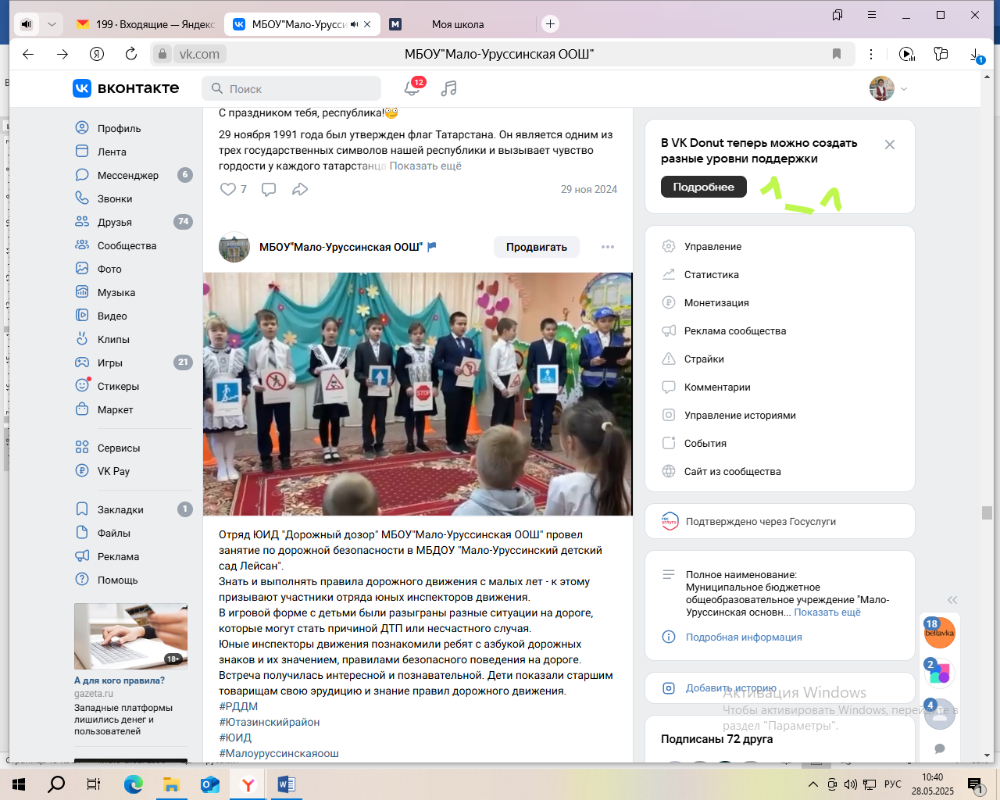 199 · Входящие — Яндекс
МБОУ"Мало-Урусси
Моя школа
vk.com
МБОУ"Мало-Уруссинская ООШ"
1
вконтакте
Поиск
12
Профиль
Лента
Мессенджер 6
Звонки
Друзья 74
Сообщества
Фото
Музыка
Видео
Клипы
Игры 21
Стикеры
Маркет
Сервисы
VK Pay
Закладки 1
Файлы
Реклама
Помощь
18+
А для кого правила?
gazeta.ru
Западные платформы
лишились денег и
пользователей
С праздником тебя, республика!
29 ноября 1991 года был утвержден флаг Татарстана. Он является одним из
трех государственных символов нашей республики и вызывает чувство
гордости у каждого татарстанца Показать ещё
7
29 ноя 2024
МБОУ"Мало-Уруссинская ООШ"
Продвигать
STOP
Отряд ЮИД "Дорожный дозор" МБОУ"Мало-Уруссинская ООШ" провел
занятие по дорожной безопасности в МБДОУ "Мало-Уруссинский детский
сад Лейсан".
Знать и выполнять правила дорожного движения с малых лет - к этому
призывают участники отряда юных инспекторов движения.
В игровой форме с детьми были разыграны разные ситуации на дороге,
которые могут стать причиной ДТП или несчастного случая.
Юные инспекторы движения познакомили ребят с азбукой дорожных
знаков и их значением, правилами безопасного поведения на дороге.
Встреча получилась интересной и познавательной. Дети показали старшим
товарищам свою эрудицию и знание правил дорожного движения.
#РДДМ
#Ютазинскийрайон
#ЮИД
#Малоуруссинскаяоош
В VK Donut теперь можно создать
разные уровни поддержки
Подробнее
Управление
Статистика
Монетизация
Реклама сообщества
Страйки
Комментарии
Управление историями
События
Сайт из сообщества
гос
услуги
Подтверждено через Госуслуги
Полное наименование:
Муниципальное бюджетное
общеобразовательное учреждение "Мало-
Уруссинская основн... Показать ещё
Подробная информация
Добавить историю
Подписаны 72 друга
18
bellavka
2
4
Активация Windows
Чтобы активировать Windows, перейдите в
раздел "Параметры".
РУС
10:40
28.05.2025
1